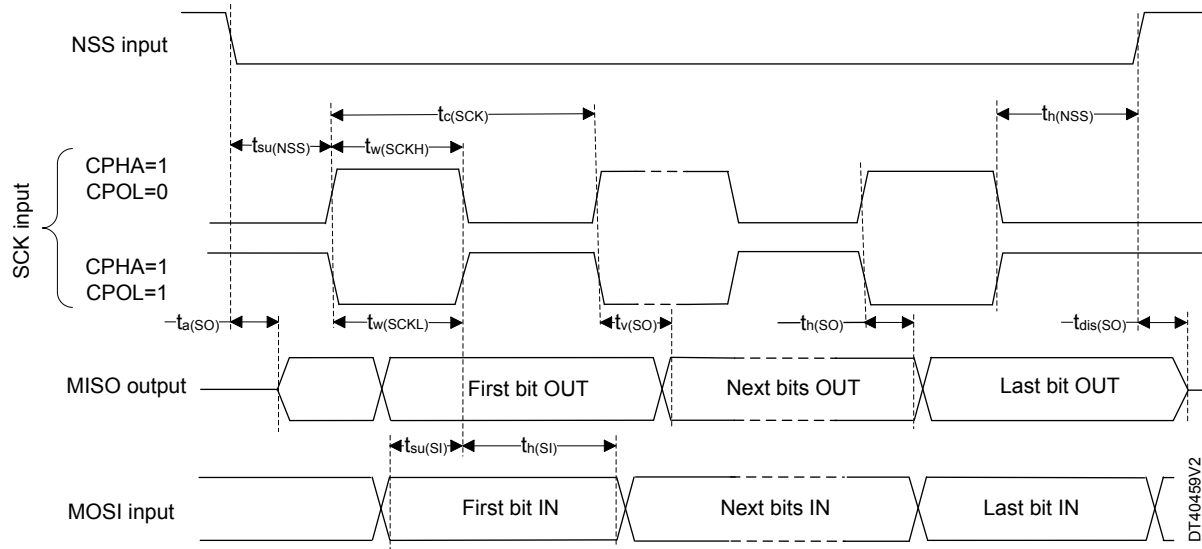 NSS input
tc(SCK)
th(NSS)
tsu(NSS)
tw(SCKH)
CPHA=1
CPOL=0
SCK input
CPHA=1
CPOL=1
ta(SO)
tw(SCKL)
tv(SO)
th(SO)
tdis(SO)
MISO output
First bit OUT
Next bits OUT
Last bit OUT
tsu(SI)
th(SI)
MOSI input
First bit IN
Next bits IN
Last bit IN
DT40459V2